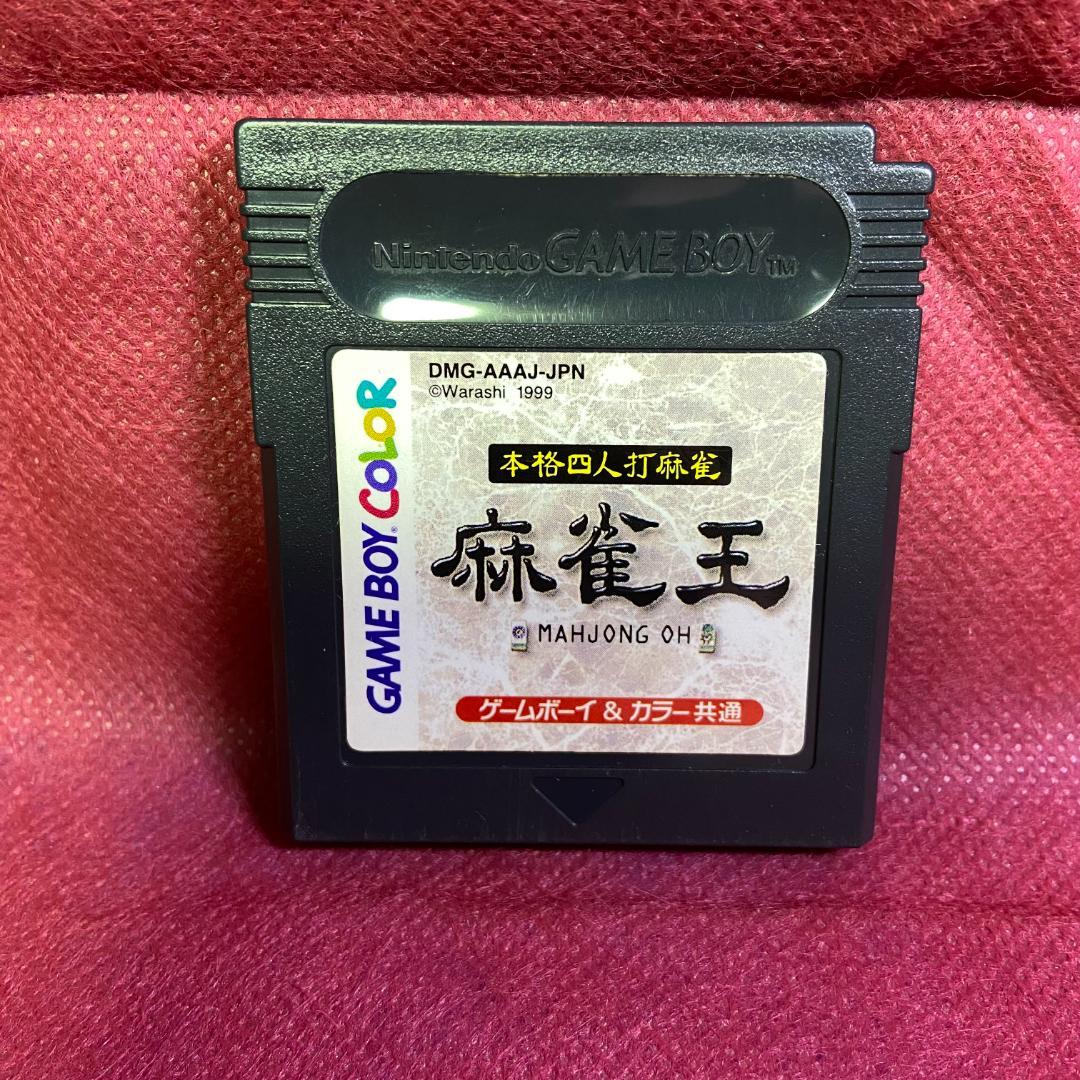 Nintendo GAME BOY TM
GAME BOY COLOR
DMG-AAAJ-JPN
©Warashi 1999
本格四人打麻雀
麻雀王
MAHJONG OH
ゲームボーイ&カラー共通